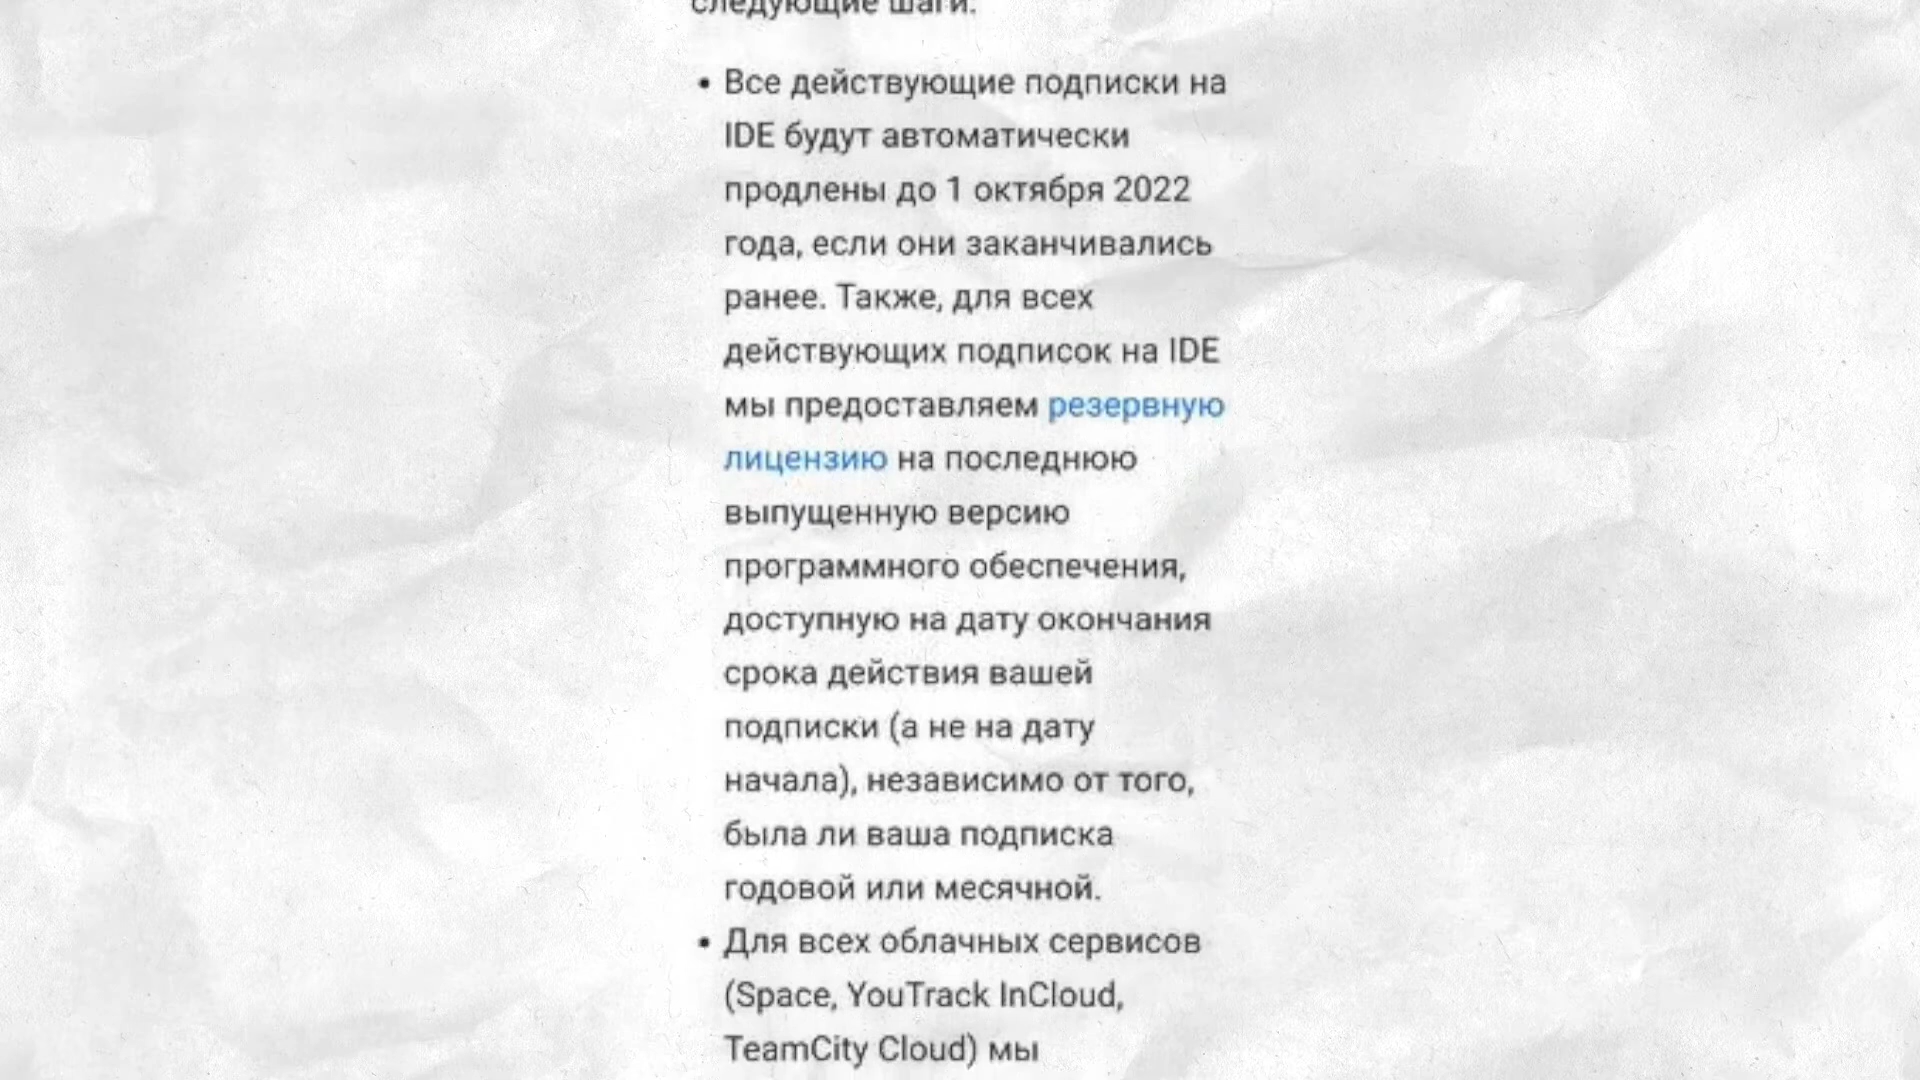 следующие шаги:
• Все действующие подписки на
IDE будут автоматически
продлены до 1 октября 2022
года, если они заканчивались
ранее. Также, для всех
действующих подписок на IDE
мы предоставляем резервную
лицензию на последнюю
выпущенную версию
программного обеспечения,
доступную на дату окончания
срока действия вашей
подписки (а не на дату
начала), независимо от того,
была ли ваша подписка
годовой или месячной.
• Для всех облачных сервисов
(Space, YouTrack InCloud,
TeamCity Cloud) мы